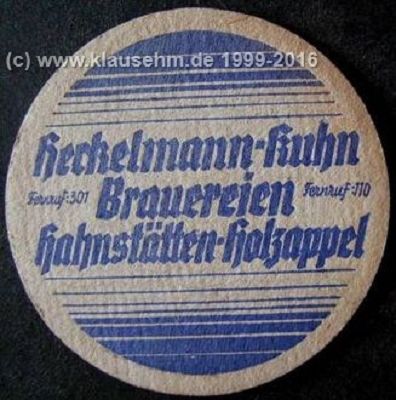 (c) www.klausehm.de 1999-2016
Heckelmann-Kuhn
Fernruf:301 Brauereien Fernruf:110
Hahnstätten-Holzappel